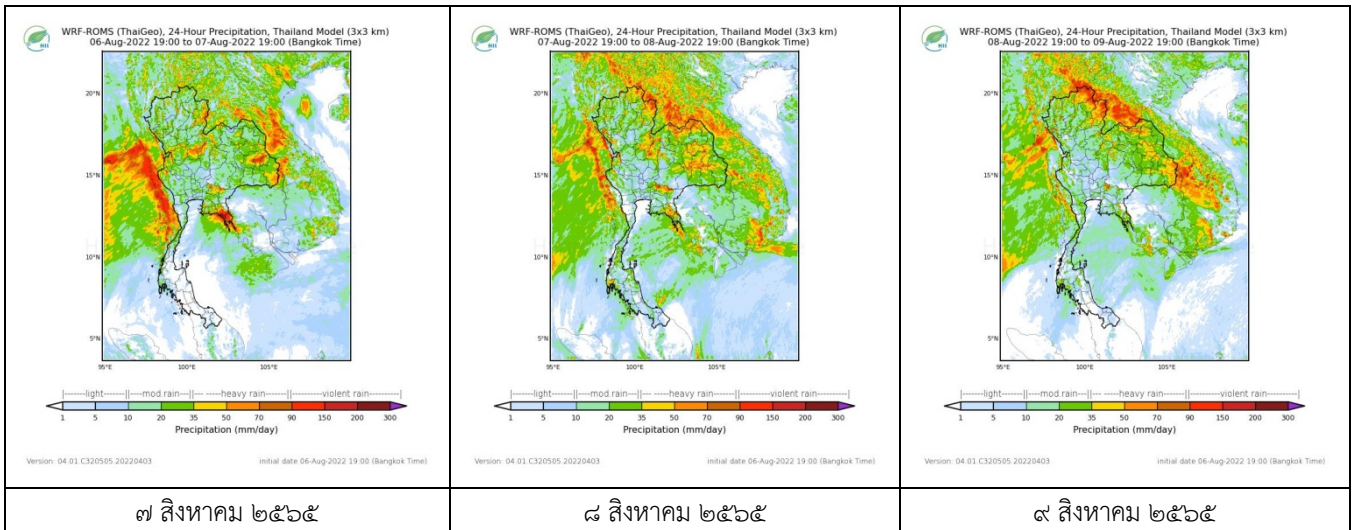 WRF-ROMS (ThaiGeo), 24-Hour Precipitation, Thailand Model (3x3 km)
06-Aug-2022 19:00 to 07-Aug-2022 19:00 (Bangkok Time)
20°N
15°N
10°N
5°N
95°E 100°E 105°E
|-------light------||---mod.rain---||--- ---heavy rain----||-------violent rain-------|
1 5 10 20 35 50 70 90 150 200 300
Precipitation (mm/day)
Version: 04.01.C320505.20220403 initial date 06-Aug-2022 19:00 (Bangkok Time)
๗ สิงหาคม ๒๕๖๕
WRF-ROMS (ThaiGeo), 24-Hour Precipitation, Thailand Model (3x3 km)
07-Aug-2022 19:00 to 08-Aug-2022 19:00 (Bangkok Time)
20°N
15°N
10°N
5°N
95°E 100°E 105°E
|-------light------||---mod.rain---||--- ---heavy rain----||-------violent rain-------|
1 5 10 20 35 50 70 90 150 200 300
Precipitation (mm/day)
Version: 04.01.C320505.20220403 initial date 06-Aug-2022 19:00 (Bangkok Time)
๘ สิงหาคม ๒๕๖๕
WRF-ROMS (ThaiGeo), 24-Hour Precipitation, Thailand Model (3x3 km)
08-Aug-2022 19:00 to 09-Aug-2022 19:00 (Bangkok Time)
20°N
15°N
10°N
5°N
95°E 100°E 105°E
|-------light------||---mod.rain---||--- ---heavy rain----||-------violent rain-------|
1 5 10 20 35 50 70 90 150 200 300
Precipitation (mm/day)
Version: 04.01.C320505.20220403 initial date 06-Aug-2022 19:00 (Bangkok Time)
๙ สิงหาคม ๒๕๖๕